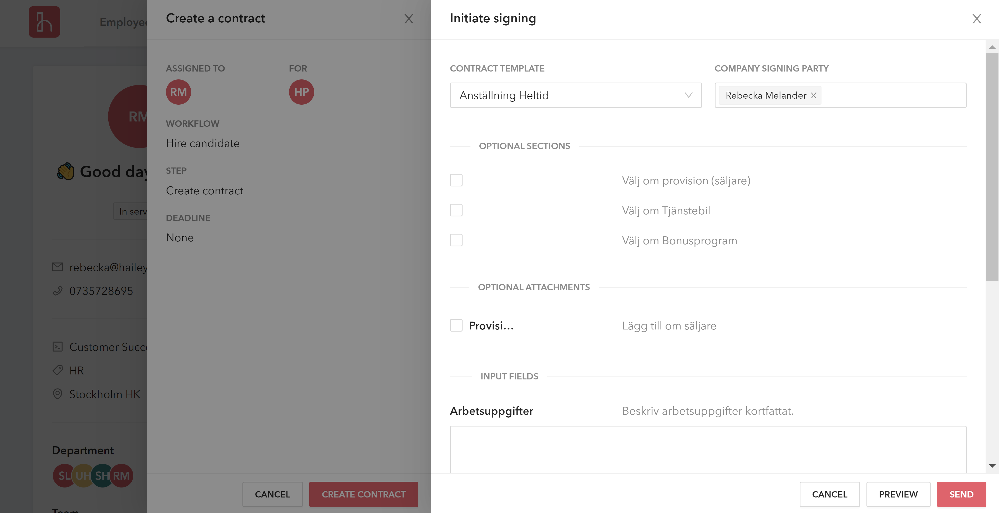 Create a contract
Initiate signing
ASSIGNED TO
FOR
RM
HP
WORKFLOW
Hire candidate
STEP
Create contract
DEADLINE
None
CANCEL
CREATE CONTRACT
CONTRACT TEMPLATE
COMPANY SIGNING PARTY
Anställning Heltid
Rebecka Melander
OPTIONAL SECTIONS
Välj om provision (säljare)
Välj om Tjänstebil
Välj om Bonusprogram
OPTIONAL ATTACHMENTS
Provisi...
Lägg till om säljare
INPUT FIELDS
Arbetsuppgifter
Beskriv arbetsuppgifter kortfattat.
CANCEL
PREVIEW
SEND
RM
Good day
In serv
rebecka@hailey
0735728695
Customer Succ
HR
Stockholm HK
Department
SL
UH
SH
RM